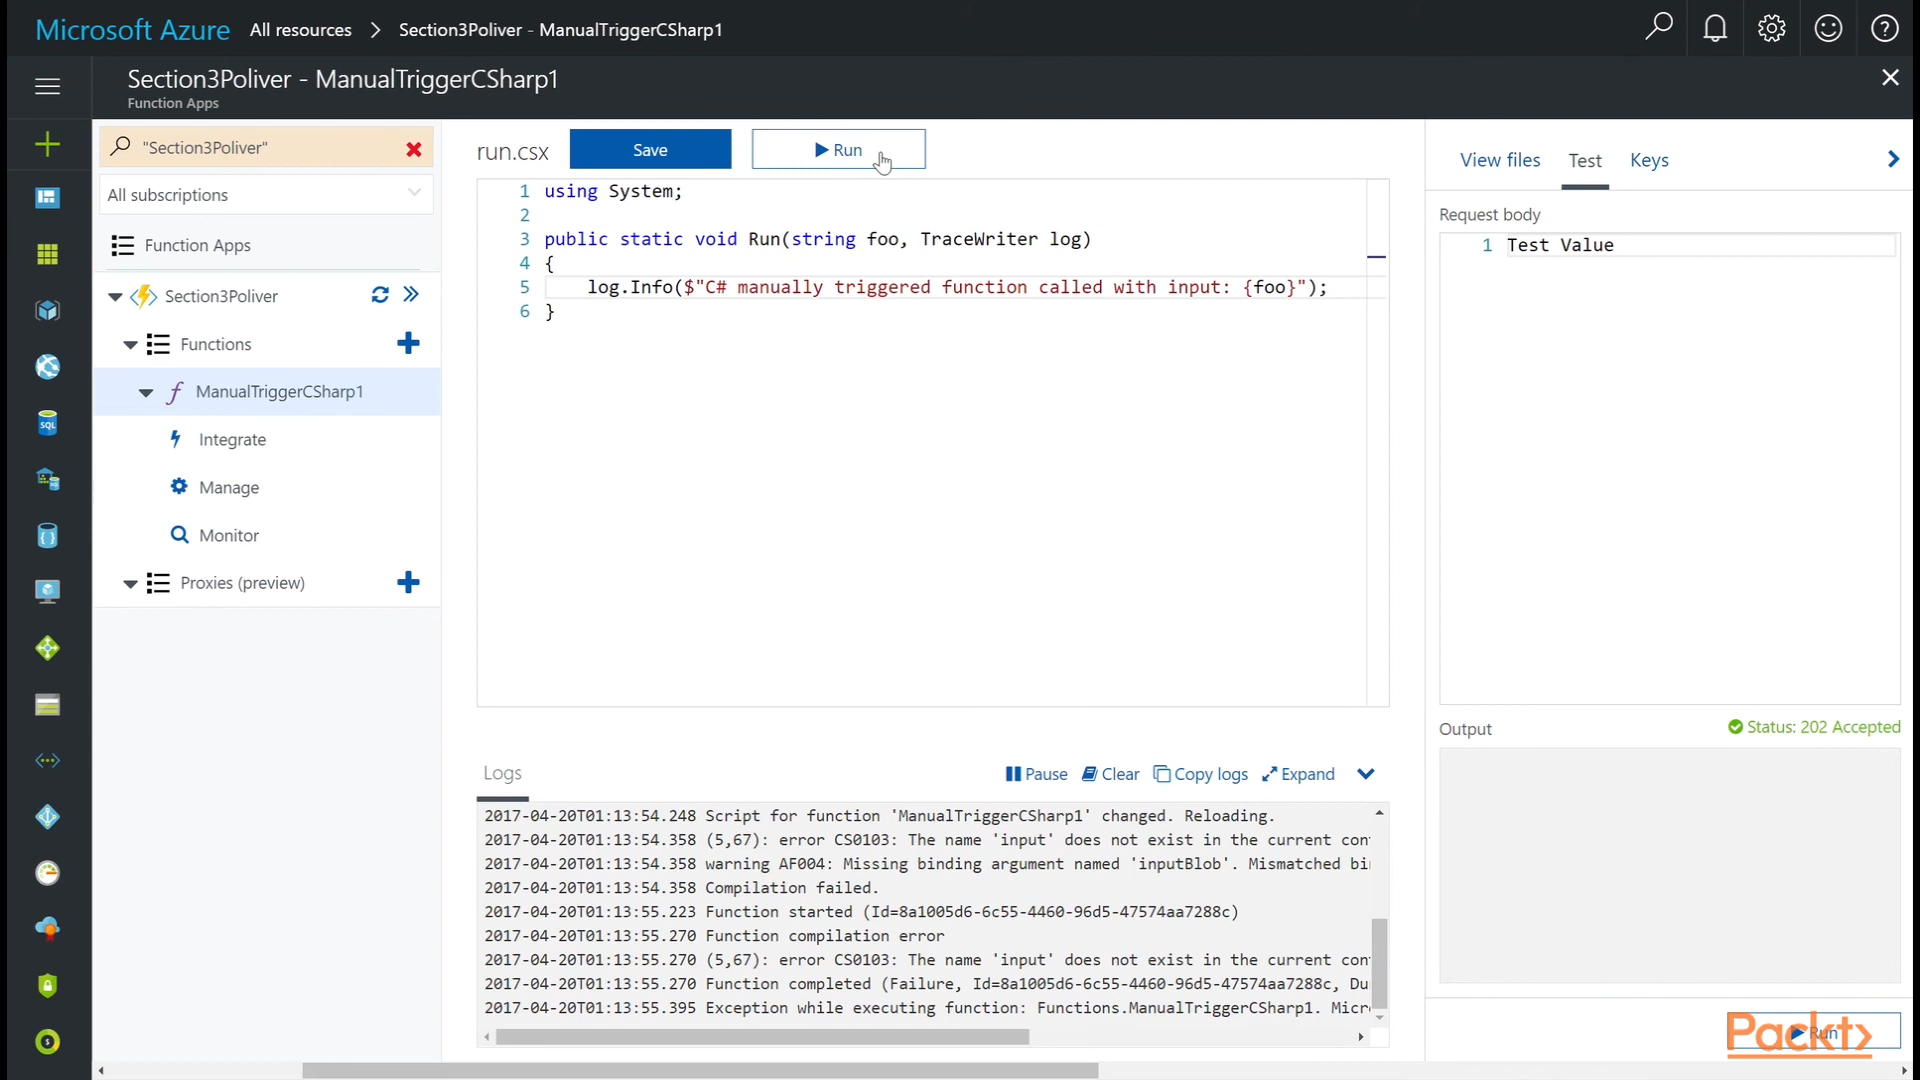 Microsoft Azure All resources > Section3Poliver - ManualTriggerCSharp1
Section3Poliver - ManualTriggerCSharp1
Function Apps
"Section3Poliver"
All subscriptions
Function Apps
Section3Poliver
Functions
ManualTriggerCSharp1
Integrate
Manage
Monitor
Proxies (preview)
run.csx Save Run
1 using System;
2
3 public static void Run(string foo, TraceWriter log)
4 {
5 log.Info($"C# manually triggered function called with input: {foo}");
6 }
Logs Pause Clear Copy logs Expand
2017-04-20T01:13:54.248 Script for function 'ManualTriggerCSharp1' changed. Reloading.
2017-04-20T01:13:54.358 (5,67): error CS0103: The name 'input' does not exist in the current con
2017-04-20T01:13:54.358 warning AF004: Missing binding argument named 'inputBlob'. Mismatched bi
2017-04-20T01:13:54.358 Compilation failed.
2017-04-20T01:13:55.223 Function started (Id=8a1005d6-6c55-4460-96d5-47574aa7288c)
2017-04-20T01:13:55.270 Function compilation error
2017-04-20T01:13:55.270 (5,67): error CS0103: The name 'input' does not exist in the current con
2017-04-20T01:13:55.270 Function completed (Failure, Id=8a1005d6-6c55-4460-96d5-47574aa7288c, Du
2017-04-20T01:13:55.395 Exception while executing function: Functions.ManualTriggerCSharp1. Micr
View files Test Keys
Request body
1 Test Value
Output Status: 202 Accepted
Run
Packt>
SQL